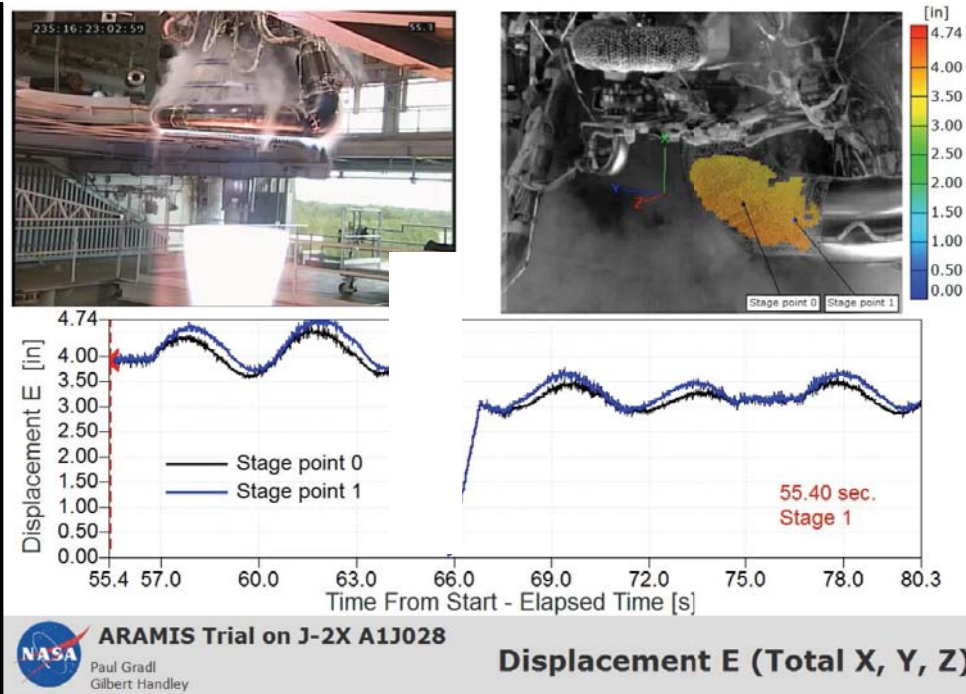 235:16:23:02:59
55.3
[in]
4.74
4.00
3.50
3.00
2.50
2.00
1.50
1.00
0.50
0.00
X
Y
Z
Stage point 0
Stage point 1
Displacement E [in]
4.74
4.00
3.50
3.00
2.50
2.00
1.50
1.00
0.50
0.00
Stage point 0
Stage point 1
55.40 sec.
Stage 1
55.4 57.0 60.0 63.0 66.0 69.0 72.0 75.0 78.0 80.3
Time From Start - Elapsed Time [s]
NASA
ARAMIS Trial on J-2X A1J028
Paul Gradl
Gilbert Handley
Displacement E (Total X, Y, Z)